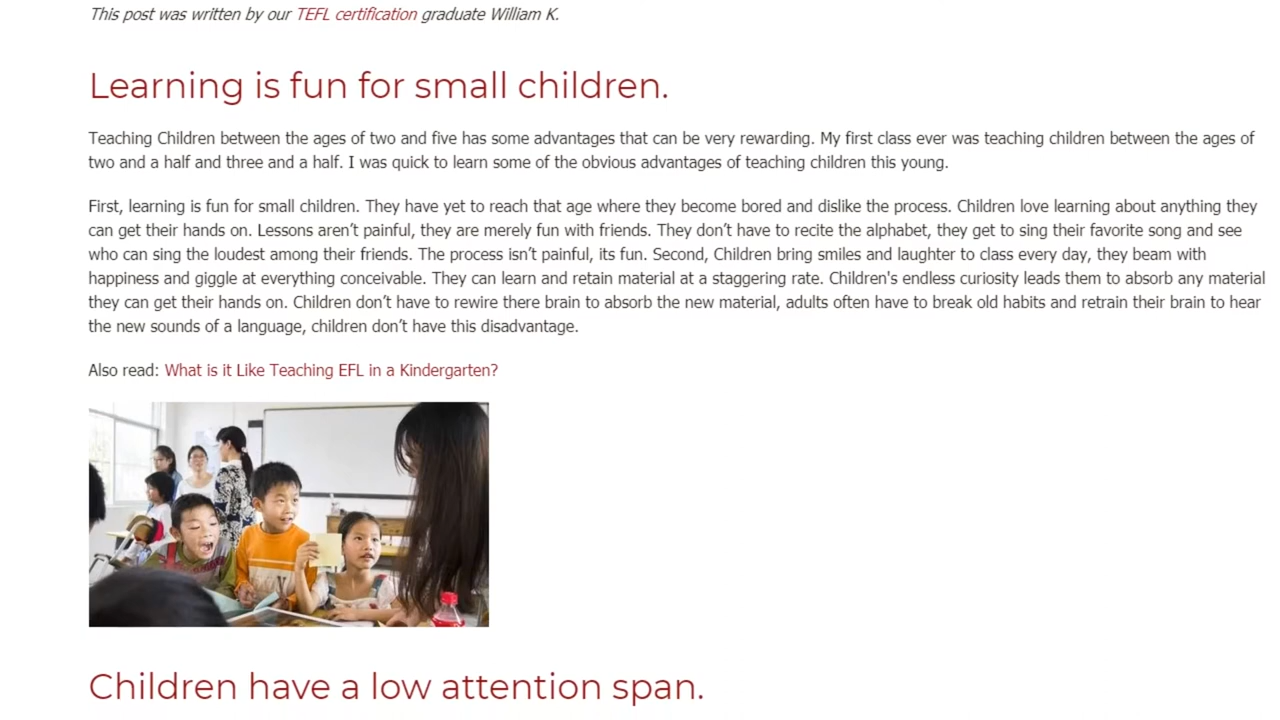 This post was written by our TEFL certification graduate William K.
Learning is fun for small children.
Teaching Children between the ages of two and five has some advantages that can be very rewarding. My first class ever was teaching children between the ages of
two and a half and three and a half. I was quick to learn some of the obvious advantages of teaching children this young.
First, learning is fun for small children. They have yet to reach that age where they become bored and dislike the process. Children love learning about anything they
can get their hands on. Lessons aren’t painful, they are merely fun with friends. They don’t have to recite the alphabet, they get to sing their favorite song and see
who can sing the loudest among their friends. The process isn’t painful, its fun. Second, Children bring smiles and laughter to class every day, they beam with
happiness and giggle at everything conceivable. They can learn and retain material at a staggering rate. Children's endless curiosity leads them to absorb any material
they can get their hands on. Children don’t have to rewire there brain to absorb the new material, adults often have to break old habits and retrain their brain to hear
the new sounds of a language, children don’t have this disadvantage.
Also read: What is it Like Teaching EFL in a Kindergarten?
Children have a low attention span.